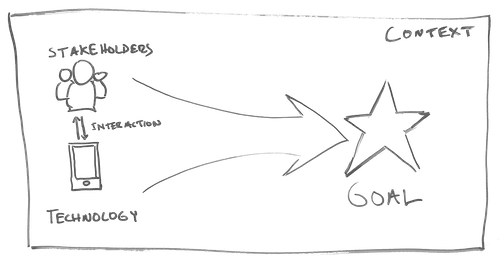 CONTEXT
STAKEHOLDERS
INTERACTION
TECHNOLOGY
GOAL